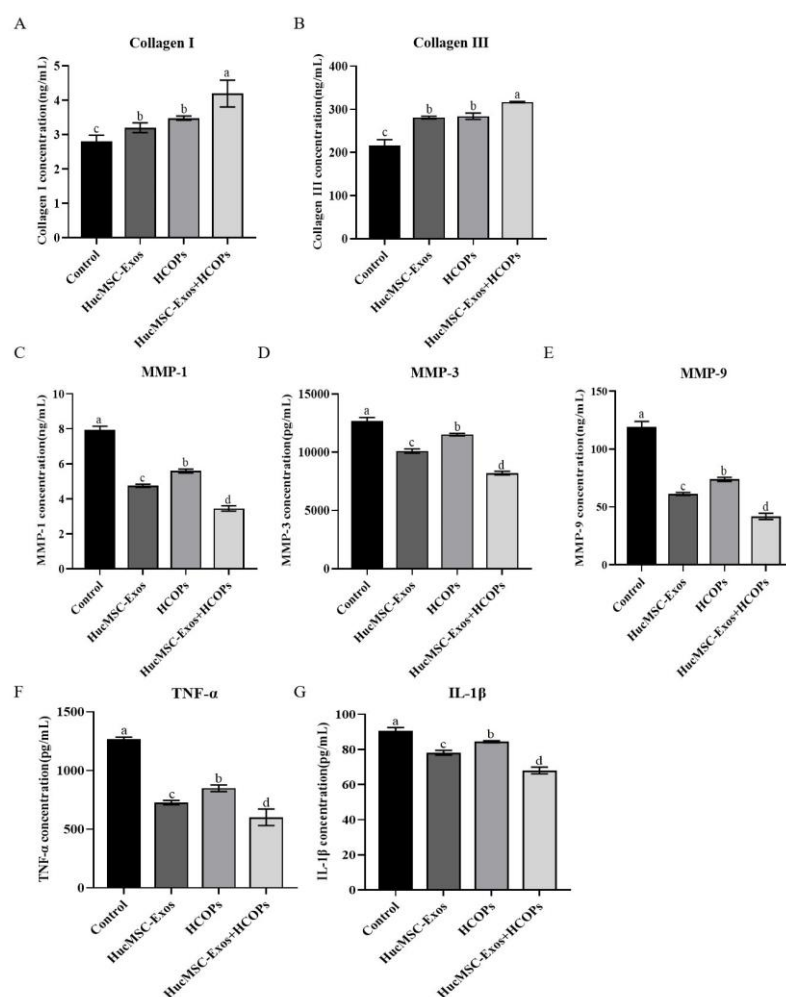 A
Collagen I
Collagen I concentration(ng/mL)
5
4
3
2
1
0
c
b
b
a
Control
HucMSC-Exos
HCOPs
HucMSC-Exos+HCOPs
B
Collagen III
Collagen III concentration(ng/mL)
400
300
200
100
0
c
b
b
a
Control
HucMSC-Exos
HCOPs
HucMSC-Exos+HCOPs
C
MMP-1
MMP-1 concentration(ng/mL)
8
6
4
2
0
a
c
b
d
Control
HucMSC-Exos
HCOPs
HucMSC-Exos+HCOPs
D
MMP-3
MMP-3 concentration(pg/mL)
15000
10000
5000
0
a
c
b
d
Control
HucMSC-Exos
HCOPs
HucMSC-Exos+HCOPs
E
MMP-9
MMP-9 concentration(ng/mL)
150
100
50
0
a
c
b
d
Control
HucMSC-Exos
HCOPs
HucMSC-Exos+HCOPs
F
TNF-α
TNF-α concentration(pg/mL)
1500
1000
500
0
a
c
b
d
Control
HucMSC-Exos
HCOPs
HucMSC-Exos+HCOPs
G
IL-1β
IL-1β concentration(pg/mL)
100
80
60
40
20
0
a
c
b
d
Control
HucMSC-Exos
HCOPs
HucMSC-Exos+HCOPs